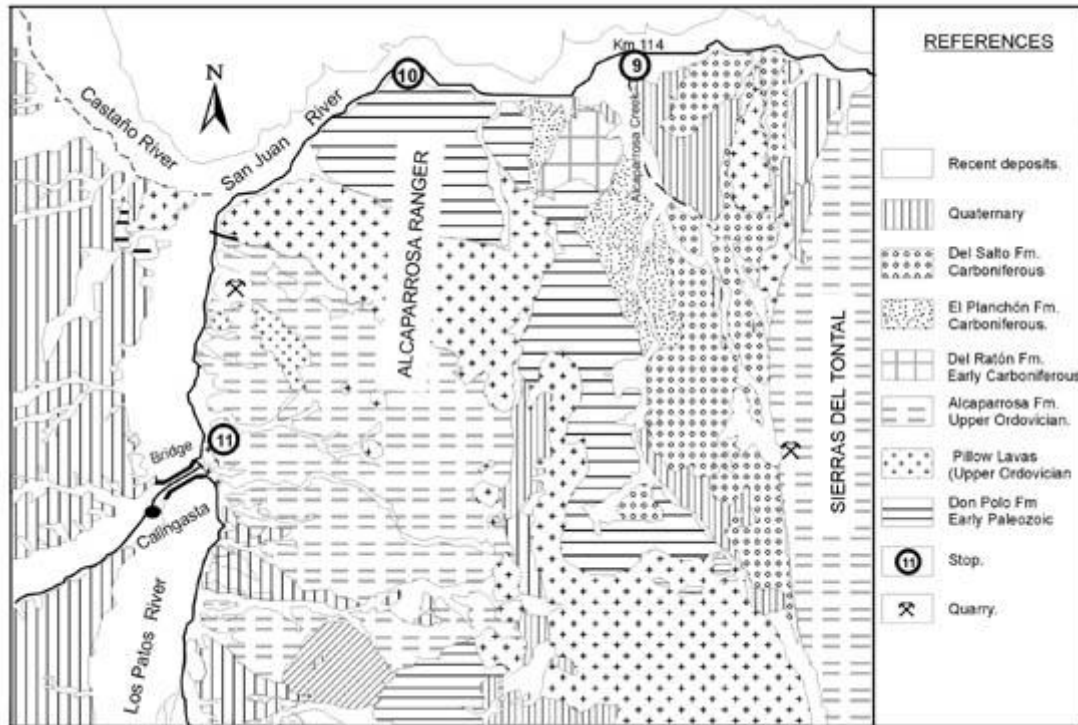 REFERENCES
Recent deposits.
Quaternary
Del Salto Fm.
Carboniferous
El Planchón Fm.
Carboniferous.
Del Ratón Fm.
Early Carboniferous
Alcaparrosa Fm.
Upper Ordovician.
Pillow Lavas
(Upper Ordovician
Don Polo Fm
Early Paleozoic
11
Stop.
Quarry.
Km 114
9
10
N
Castaño River
San Juan River
Alcaparrosa Creek
ALCAPARROSA RANGER
SIERRAS DEL TONTAL
11
Bridge
Calingasta
Los Patos River